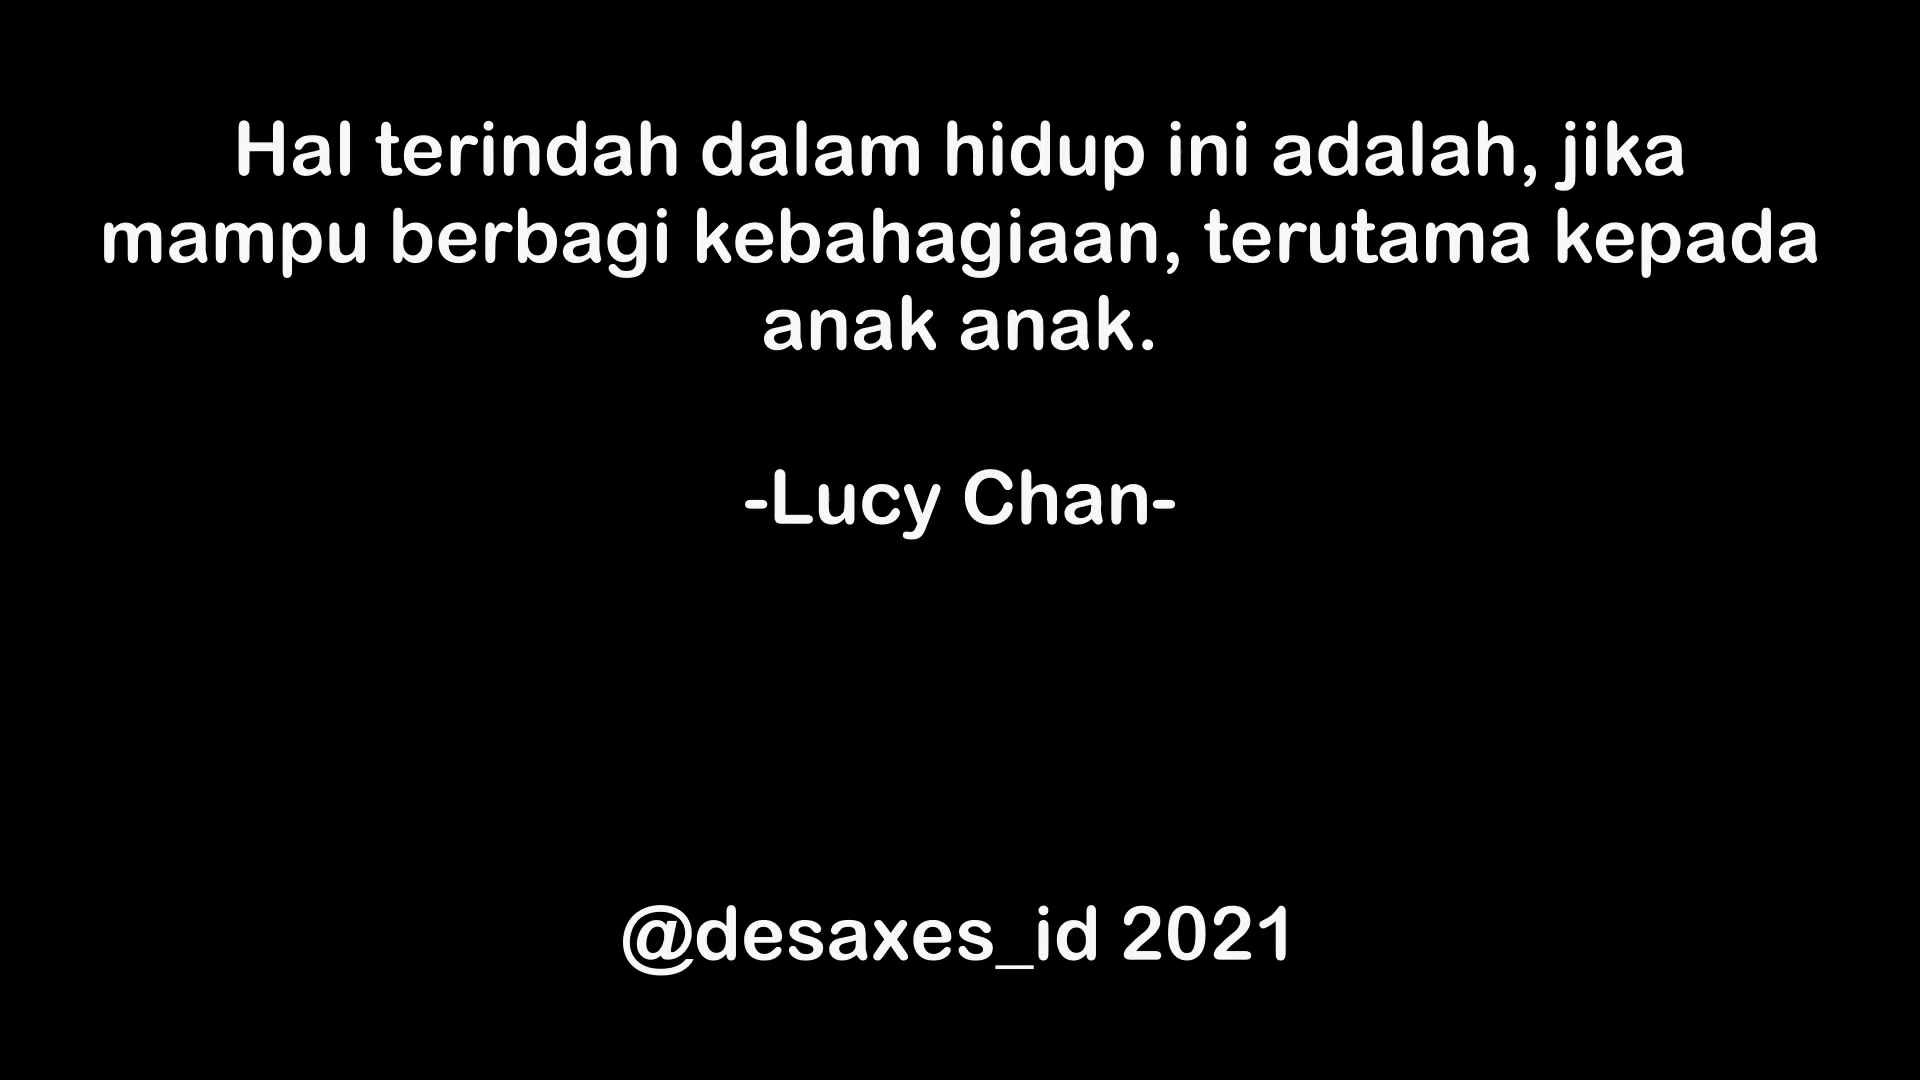 Hal terindah dalam hidup ini adalah, jika
mampu berbagi kebahagiaan, terutama kepada
anak anak.
-Lucy Chan-
@desaxes_id 2021